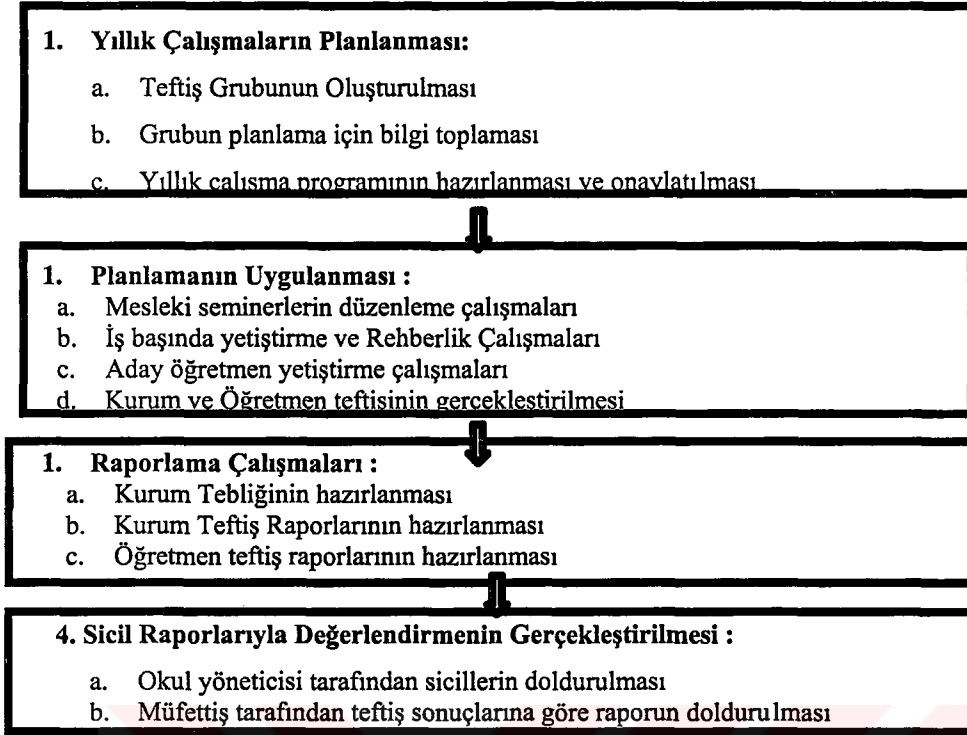 1. Yıllık Çalışmaların Planlanması:
a. Teftiş Grubunun Oluşturulması
b. Grubun planlama için bilgi toplaması
c. Yıllık çalışma programının hazırlanması ve onaylatılması
1. Planlamanın Uygulanması :
a. Mesleki seminerlerin düzenleme çalışmaları
b. İş başında yetiştirme ve Rehberlik Çalışmaları
c. Aday öğretmen yetiştirme çalışmaları
d. Kurum ve Öğretmen teftişinin gerçekleştirilmesi
1. Raporlama Çalışmaları :
a. Kurum Tebliğinin hazırlanması
b. Kurum Teftiş Raporlarının hazırlanması
c. Öğretmen teftiş raporlarının hazırlanması
4. Sicil Raporlarıyla Değerlendirmenin Gerçekleştirilmesi :
a. Okul yöneticisi tarafından sicillerin doldurulması
b. Müfettiş tarafından teftiş sonuçlarına göre raporun doldurulması